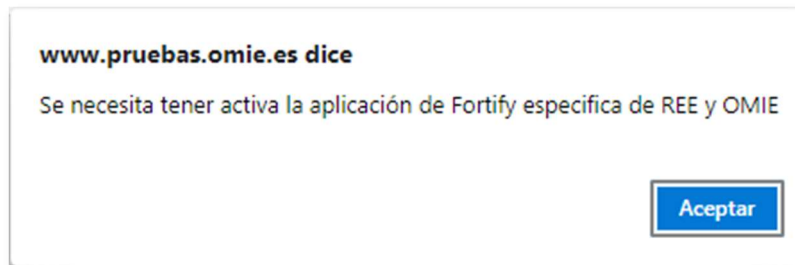 www.pruebas.omie.es dice
Se necesita tener activa la aplicación de Fortify especifica de REE y OMIE
Aceptar